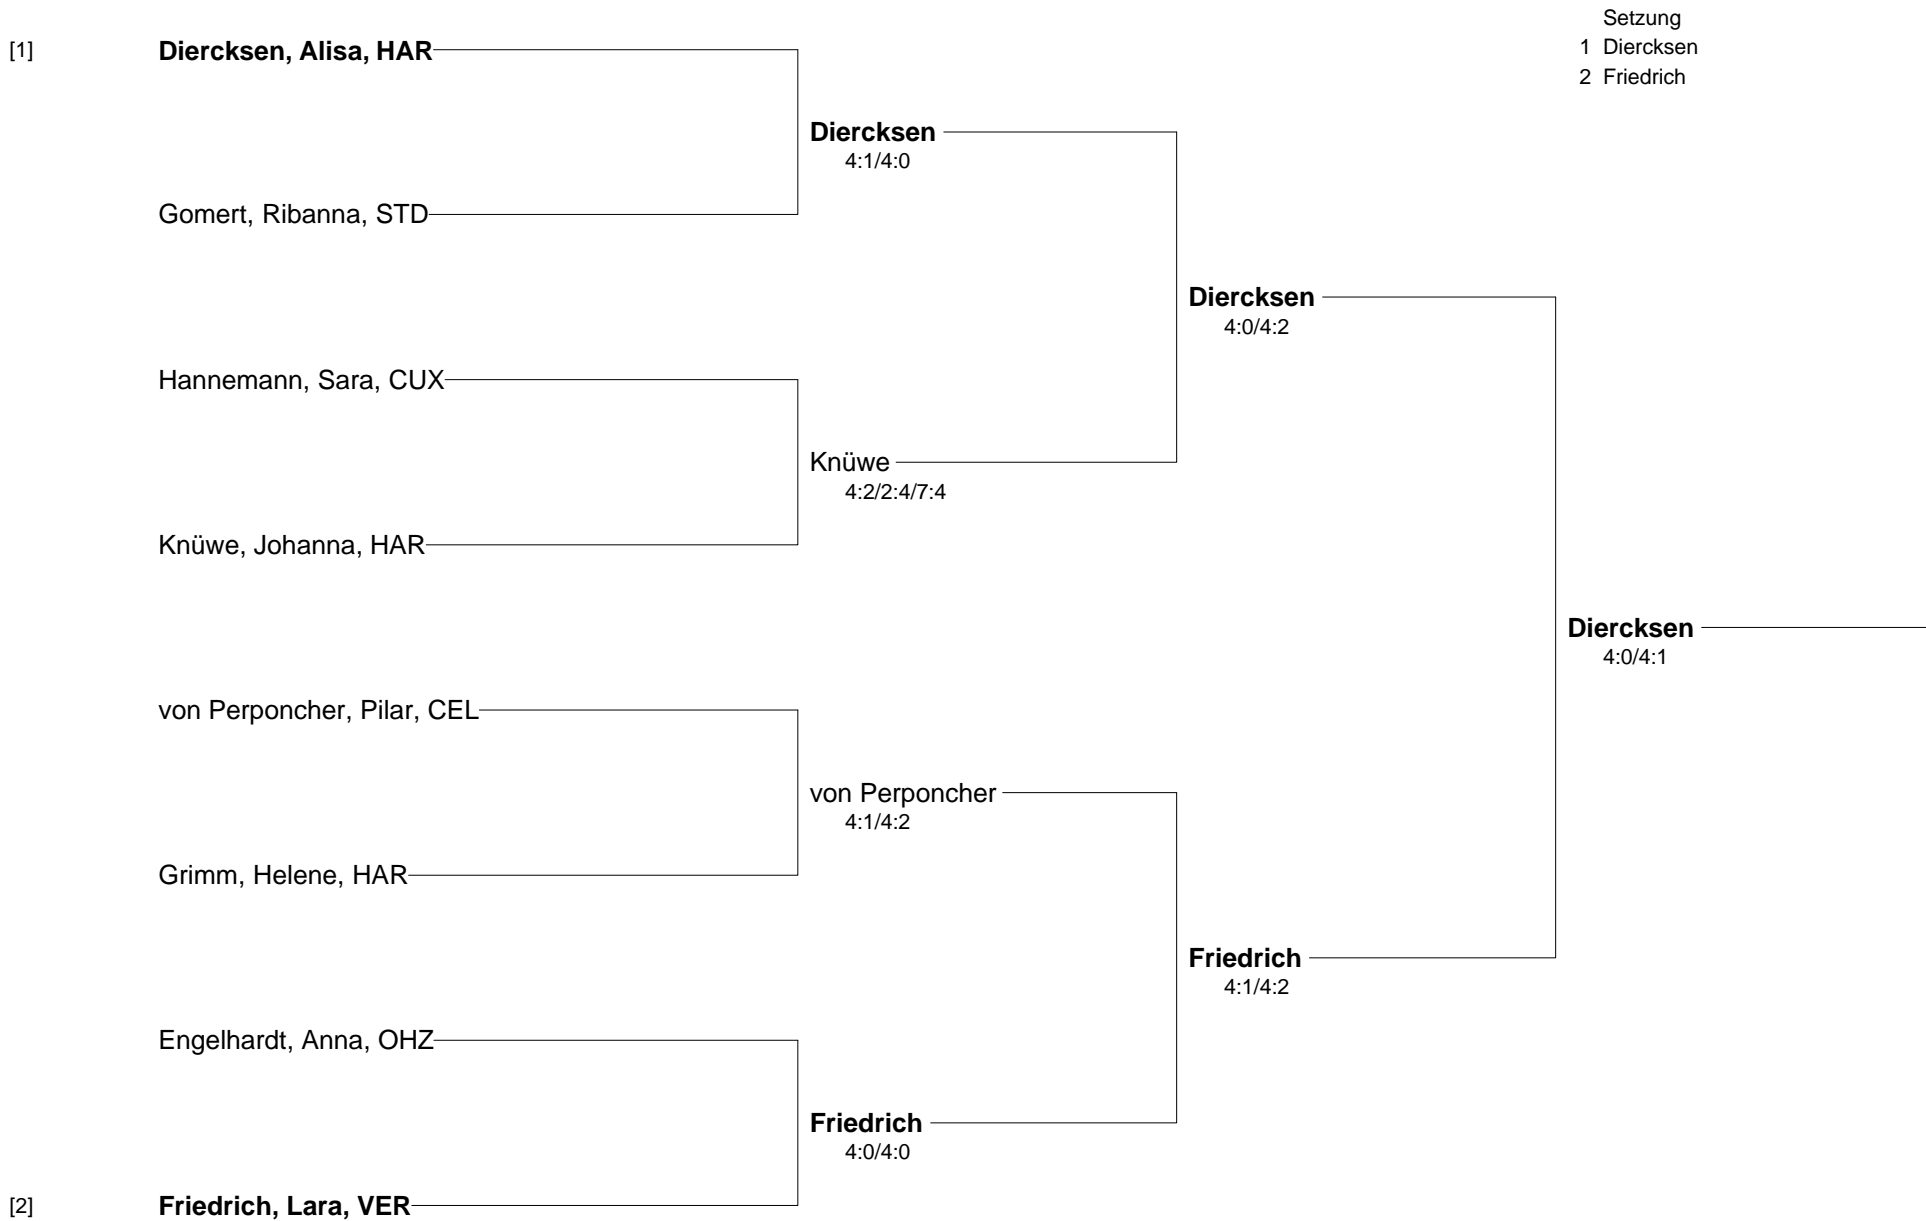 Setzung
1 Diercksen
2 Friedrich
[1] Diercksen, Alisa, HAR
Diercksen
4:1/4:0
Gomert, Ribanna, STD
Diercksen
4:0/4:2
Hannemann, Sara, CUX
Knüwe
4:2/2:4/7:4
Knüwe, Johanna, HAR
Diercksen
4:0/4:1
von Perponcher, Pilar, CEL
von Perponcher
4:1/4:2
Grimm, Helene, HAR
Friedrich
4:1/4:2
Engelhardt, Anna, OHZ
Friedrich
4:0/4:0
[2] Friedrich, Lara, VER